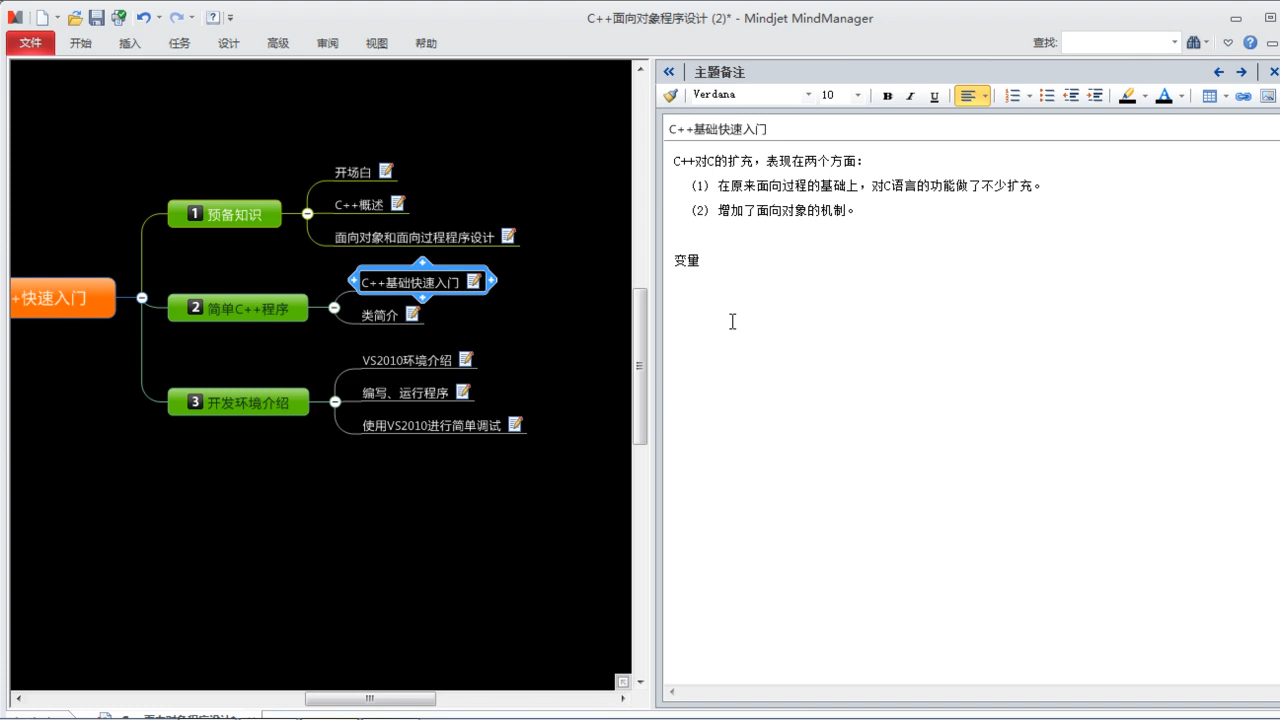 C++面向对象程序设计 (2)* - Mindjet MindManager
文件 开始 插入 任务 设计 高级 审阅 视图 帮助 查找:
主题备注
Verdana 10 B I U A
C++基础快速入门
C++对C的扩充，表现在两个方面：
（1） 在原来面向过程的基础上，对C语言的功能做了不少扩充。
（2） 增加了面向对象的机制。
变量
+快速入门
1 预备知识
开场白
C++概述
面向对象和面向过程程序设计
2 简单C++程序
C++基础快速入门
类简介
3 开发环境介绍
VS2010环境介绍
编写、运行程序
使用VS2010进行简单调试